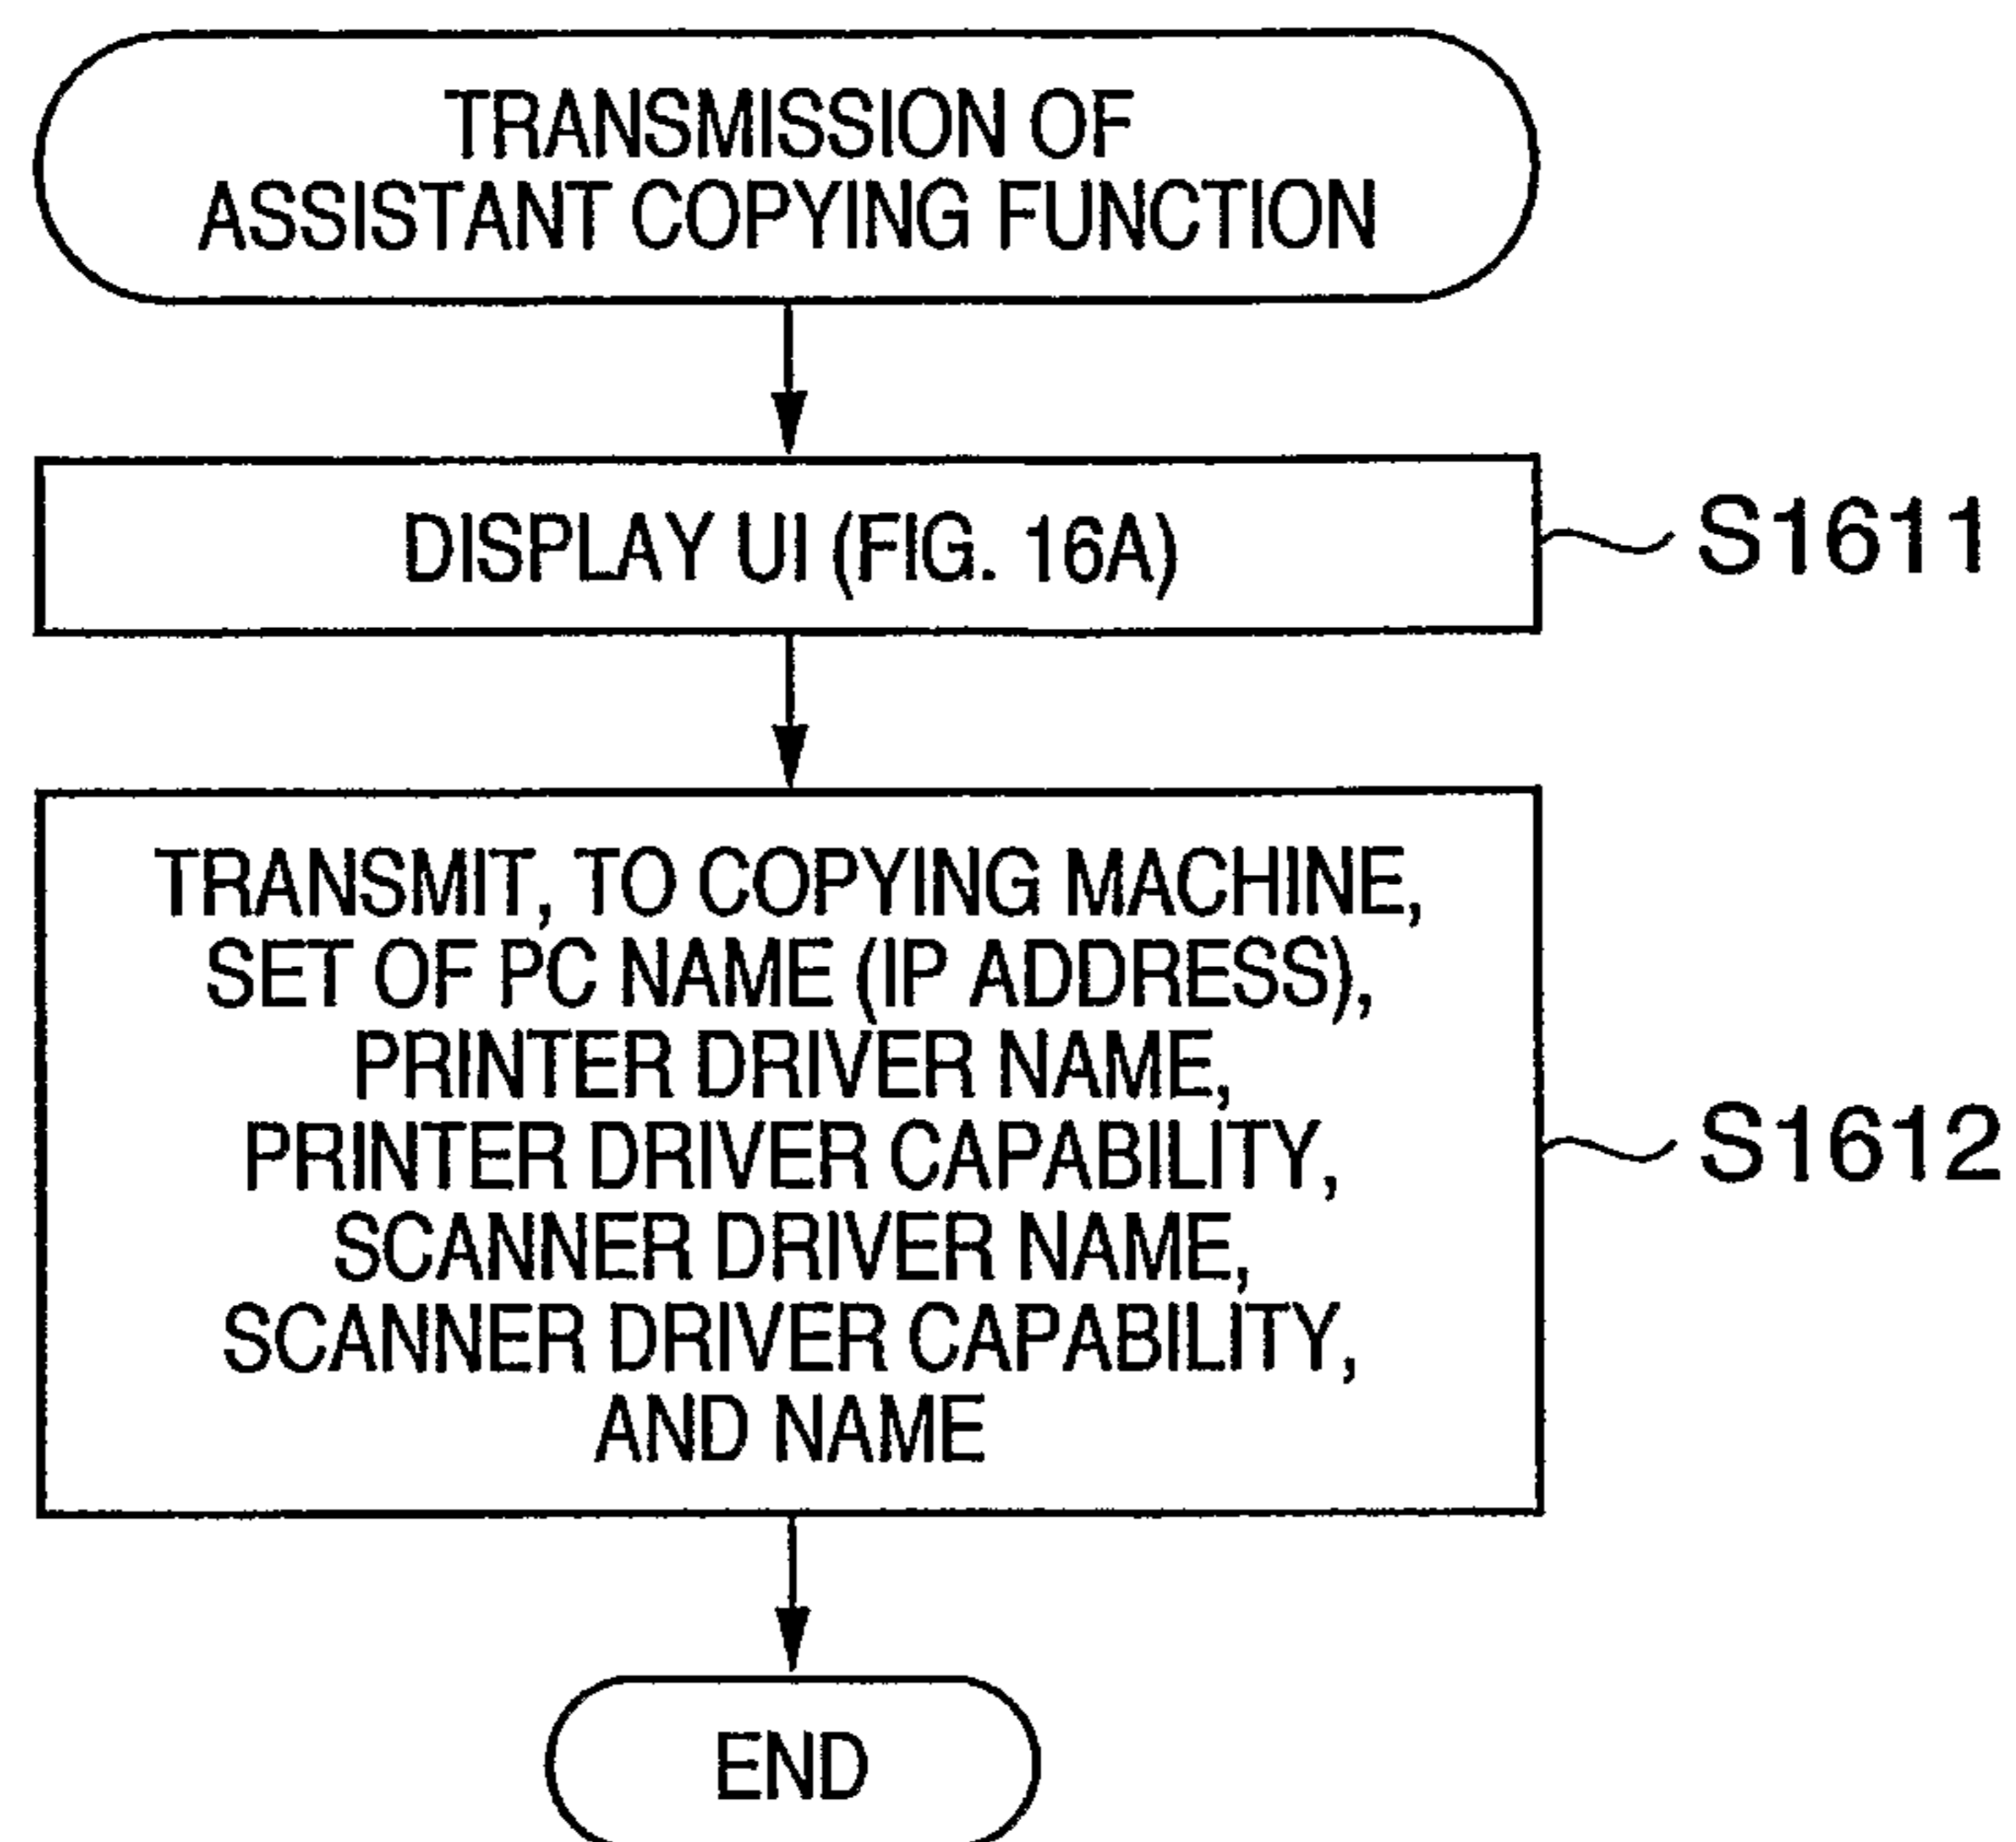 TRANSMISSION OF
ASSISTANT COPYING FUNCTION
DISPLAY UI (FIG. 16A)
S1611
TRANSMIT, TO COPYING MACHINE,
SET OF PC NAME (IP ADDRESS),
PRINTER DRIVER NAME,
PRINTER DRIVER CAPABILITY,
SCANNER DRIVER NAME,
SCANNER DRIVER CAPABILITY,
AND NAME
S1612
END